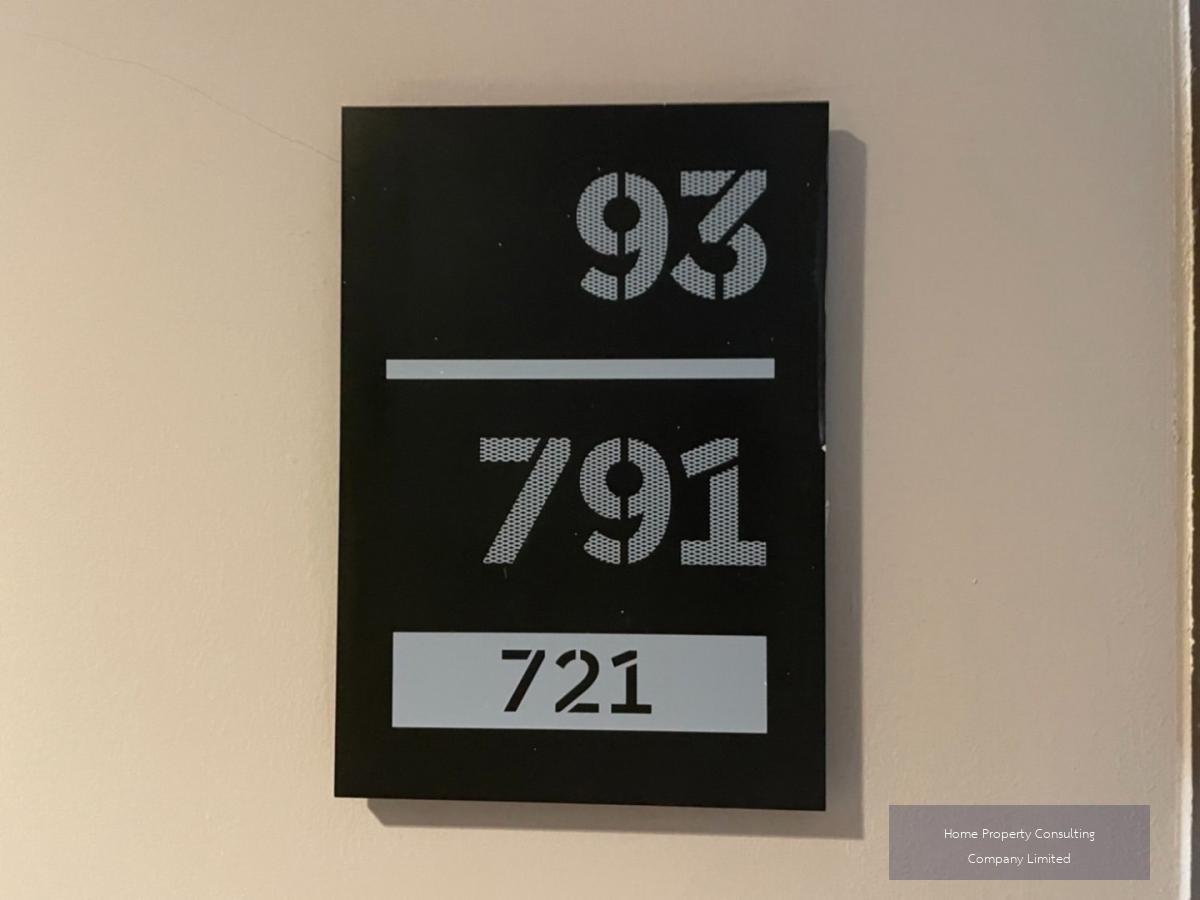 93
791
721
Home Property Consulting
Company Limited